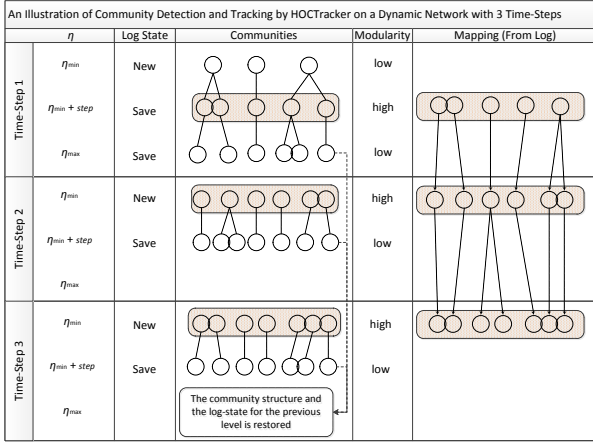 An Illustration of Community Detection and Tracking by HOCTracker on a Dynamic Network with 3 Time-Steps
η Log State Communities Modularity Mapping (From Log)
Time-Step 1
ηmin New low
ηmin + step Save high
ηmax Save low
Time-Step 2
ηmin New high
ηmin + step Save low
ηmax
Time-Step 3
ηmin New high
ηmin + step Save low
ηmax
The community structure and
the log-state for the previous
level is restored